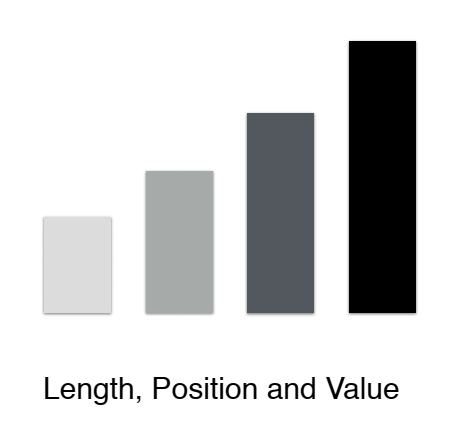 Length, Position and Value